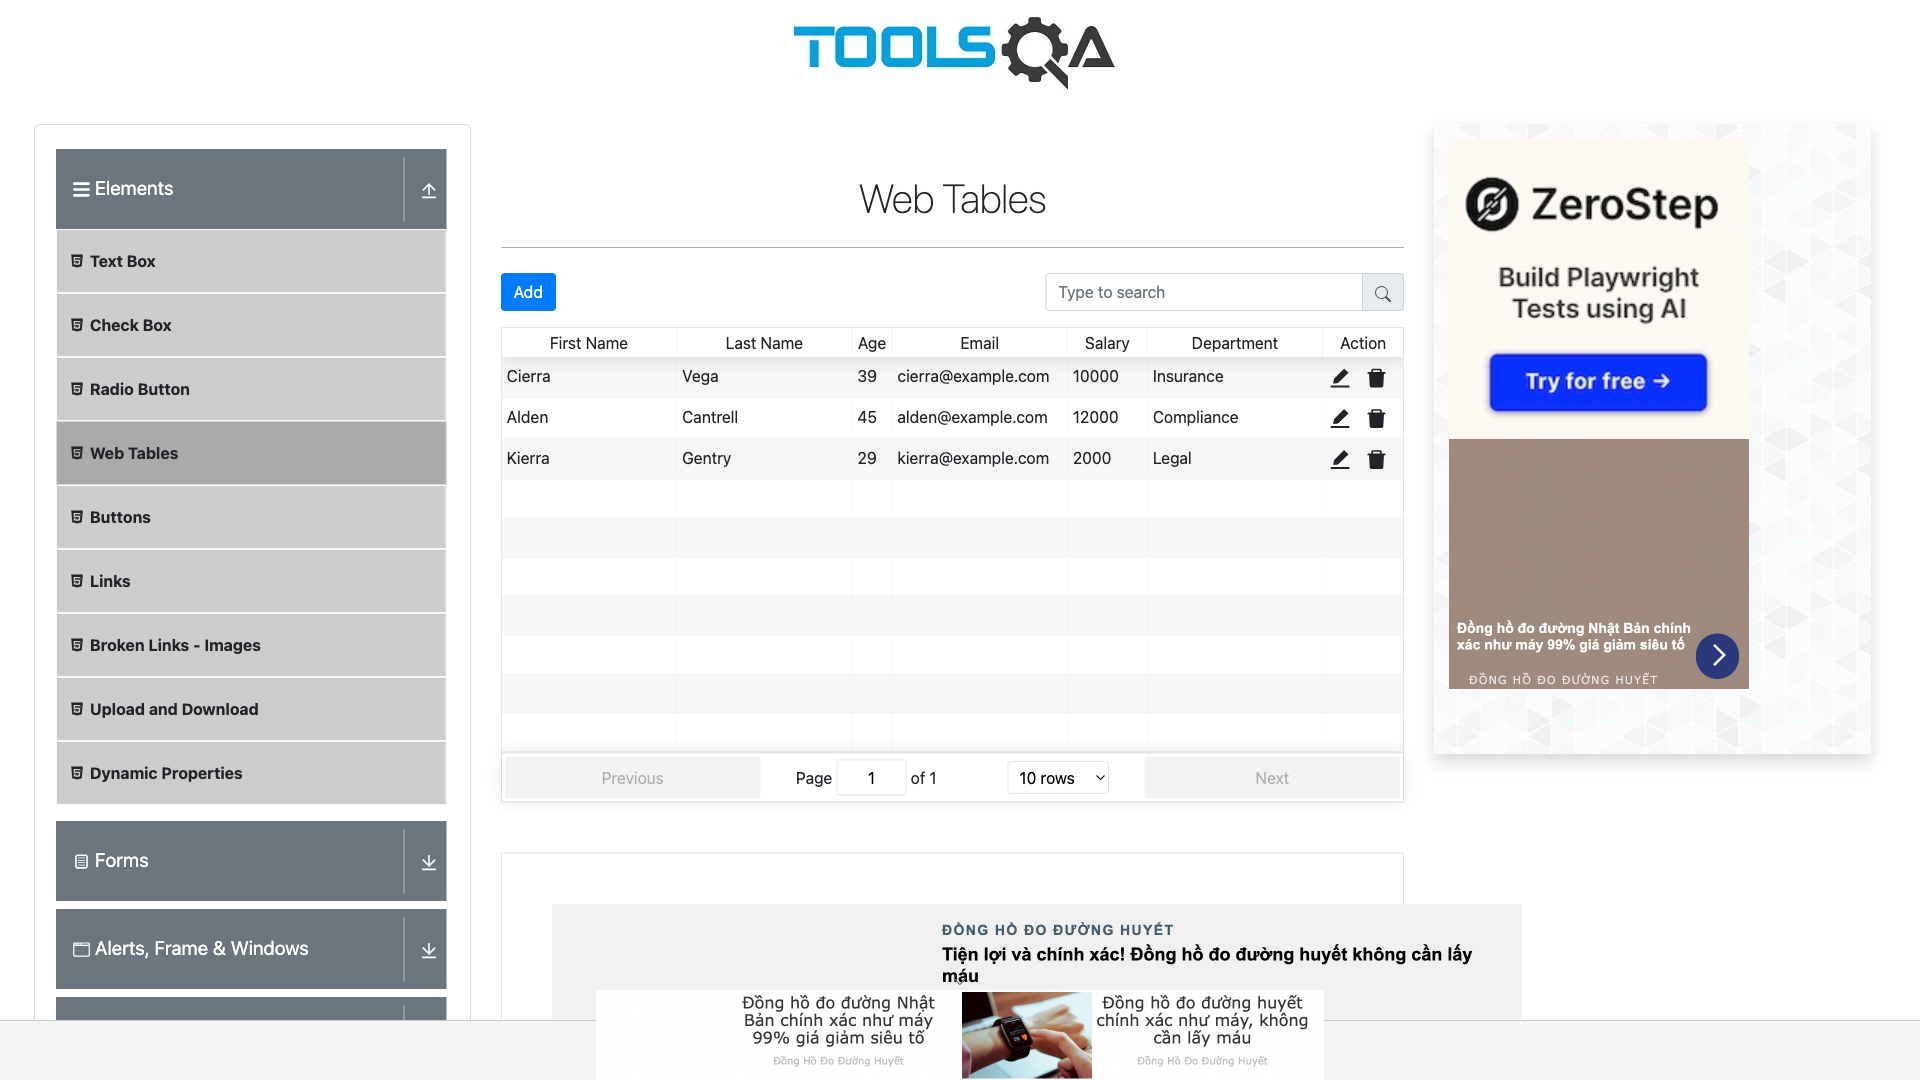 TOOLSQA
Elements
Text Box
Check Box
Radio Button
Web Tables
Buttons
Links
Broken Links - Images
Upload and Download
Dynamic Properties
Forms
Alerts, Frame & Windows
Web Tables
Add
Type to search
First Name Last Name Age Email Salary Department Action
Cierra Vega 39 cierra@example.com 10000 Insurance
Alden Cantrell 45 alden@example.com 12000 Compliance
Kierra Gentry 29 kierra@example.com 2000 Legal
Previous Page 1 of 1 10 rows Next
ZeroStep
Build Playwright
Tests using AI
Try for free →
Đồng hồ đo đường Nhật Bản chính
xác như máy 99% giá giảm siêu tố
ĐỒNG HỒ ĐO ĐƯỜNG HUYẾT
ĐỒNG HỒ ĐO ĐƯỜNG HUYẾT
Tiện lợi và chính xác! Đồng hồ đo đường huyết không cần lấy
máu
Đồng hồ đo đường Nhật
Bản chính xác như máy
99% giá giảm siêu tố
Đồng Hồ Đo Đường Huyết
Đồng hồ đo đường huyết
chính xác như máy, không
cần lấy máu
Đồng Hồ Đo Đường Huyết